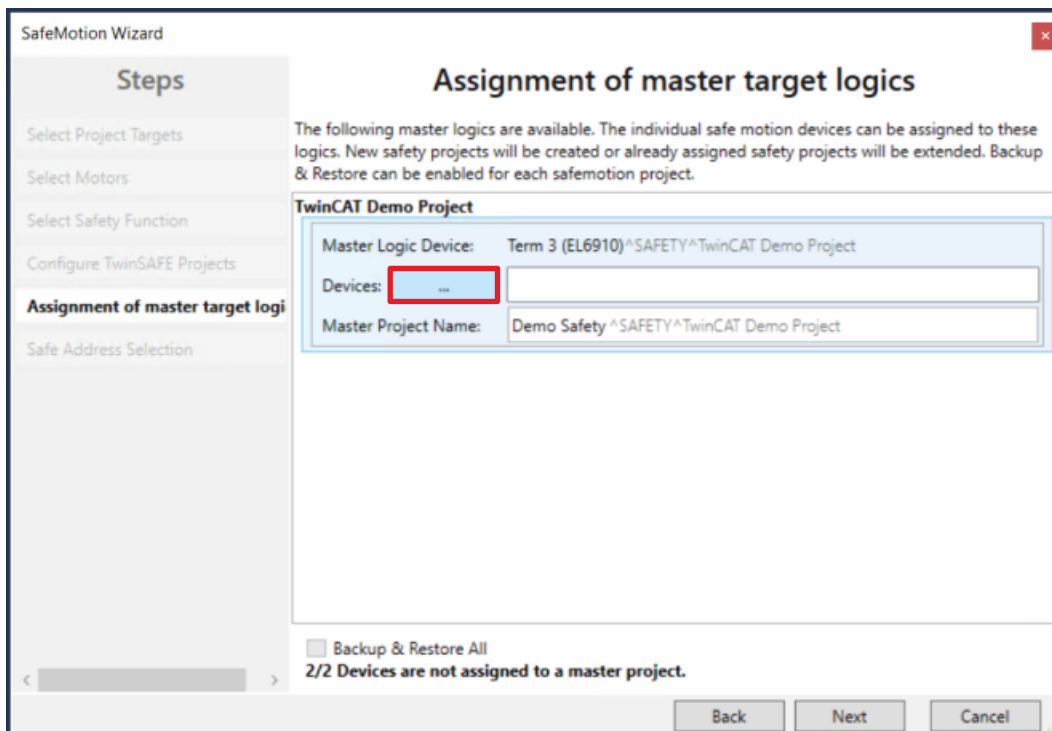 SafeMotion Wizard
×
Steps
Select Project Targets
Select Motors
Select Safety Function
Configure TwinSAFE Projects
Assignment of master target logi
Safe Address Selection
Assignment of master target logics
The following master logics are available. The individual safe motion devices can be assigned to these
logics. New safety projects will be created or already assigned safety projects will be extended. Backup
& Restore can be enabled for each safemotion project.
TwinCAT Demo Project
Master Logic Device: Term 3 (EL6910)^SAFETY^TwinCAT Demo Project
Devices: ...
Master Project Name: Demo Safety ^SAFETY^TwinCAT Demo Project
Backup & Restore All
2/2 Devices are not assigned to a master project.
Back Next Cancel